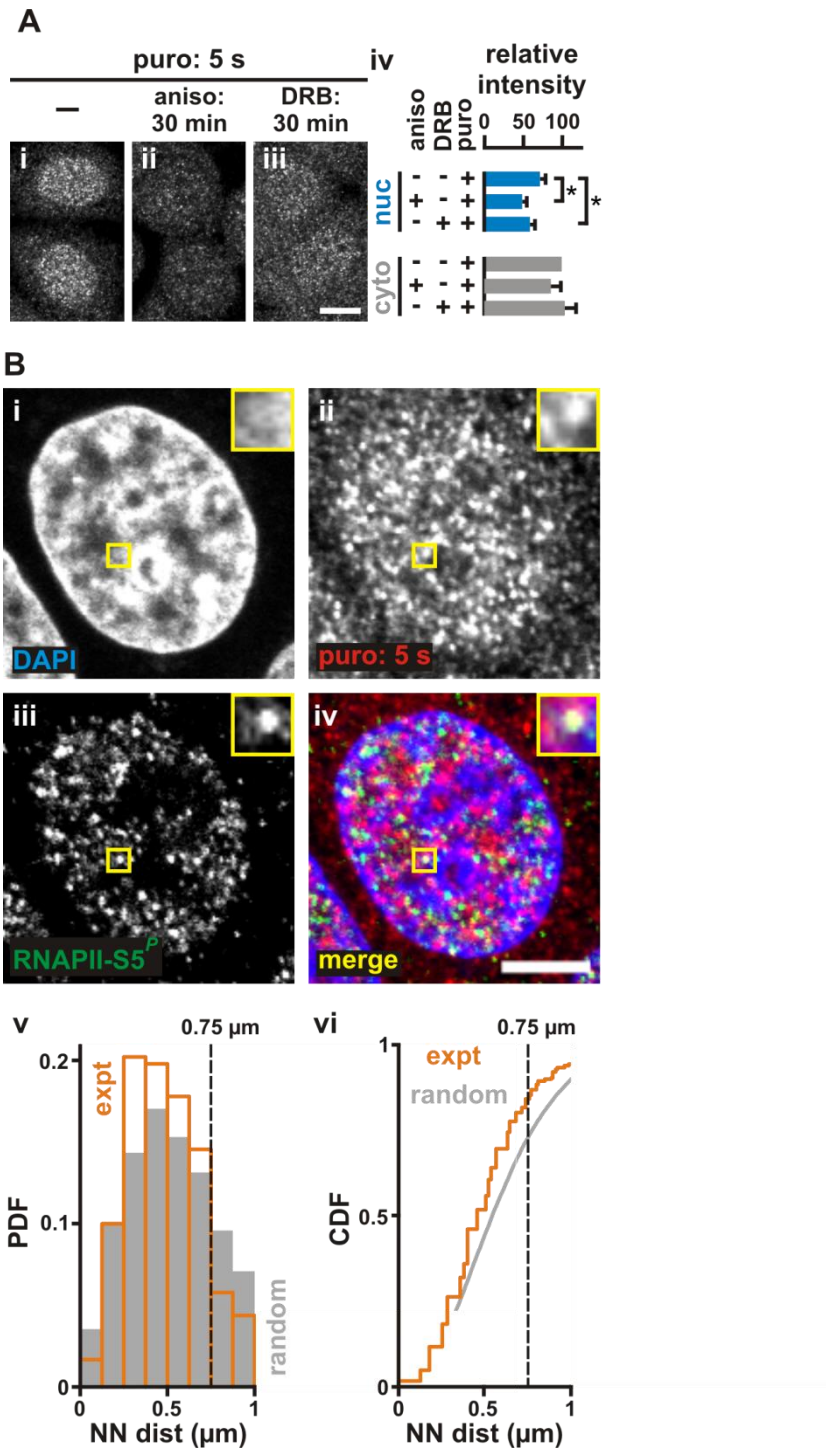 A
puro: 5 s
–
aniso:
30 min
DRB:
30 min
i
ii
iii
iv
relative
intensity
aniso
DRB
puro
0 50 100
nuc
- - +
+ - +
- + +
*
*
cyto
- - +
+ - +
- + +
B
i
DAPI
ii
puro: 5 s
iii
RNAPII-S5P
iv
merge
v
0.75 µm
0.2
0.1
0
PDF
expt
random
0 0.5 1
NN dist (µm)
vi
0.75 µm
1
0.5
0
CDF
expt
random
0 0.5 1
NN dist (µm)